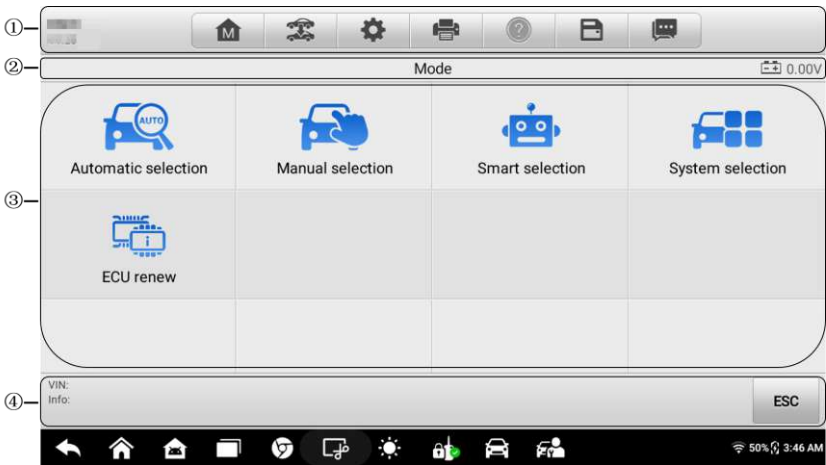 ①
M
?
②
Mode
0.00V
AUTO
Automatic selection
Manual selection
Smart selection
System selection
③
i
ECU renew
④
VIN:
Info:
ESC
50% 3:46 AM